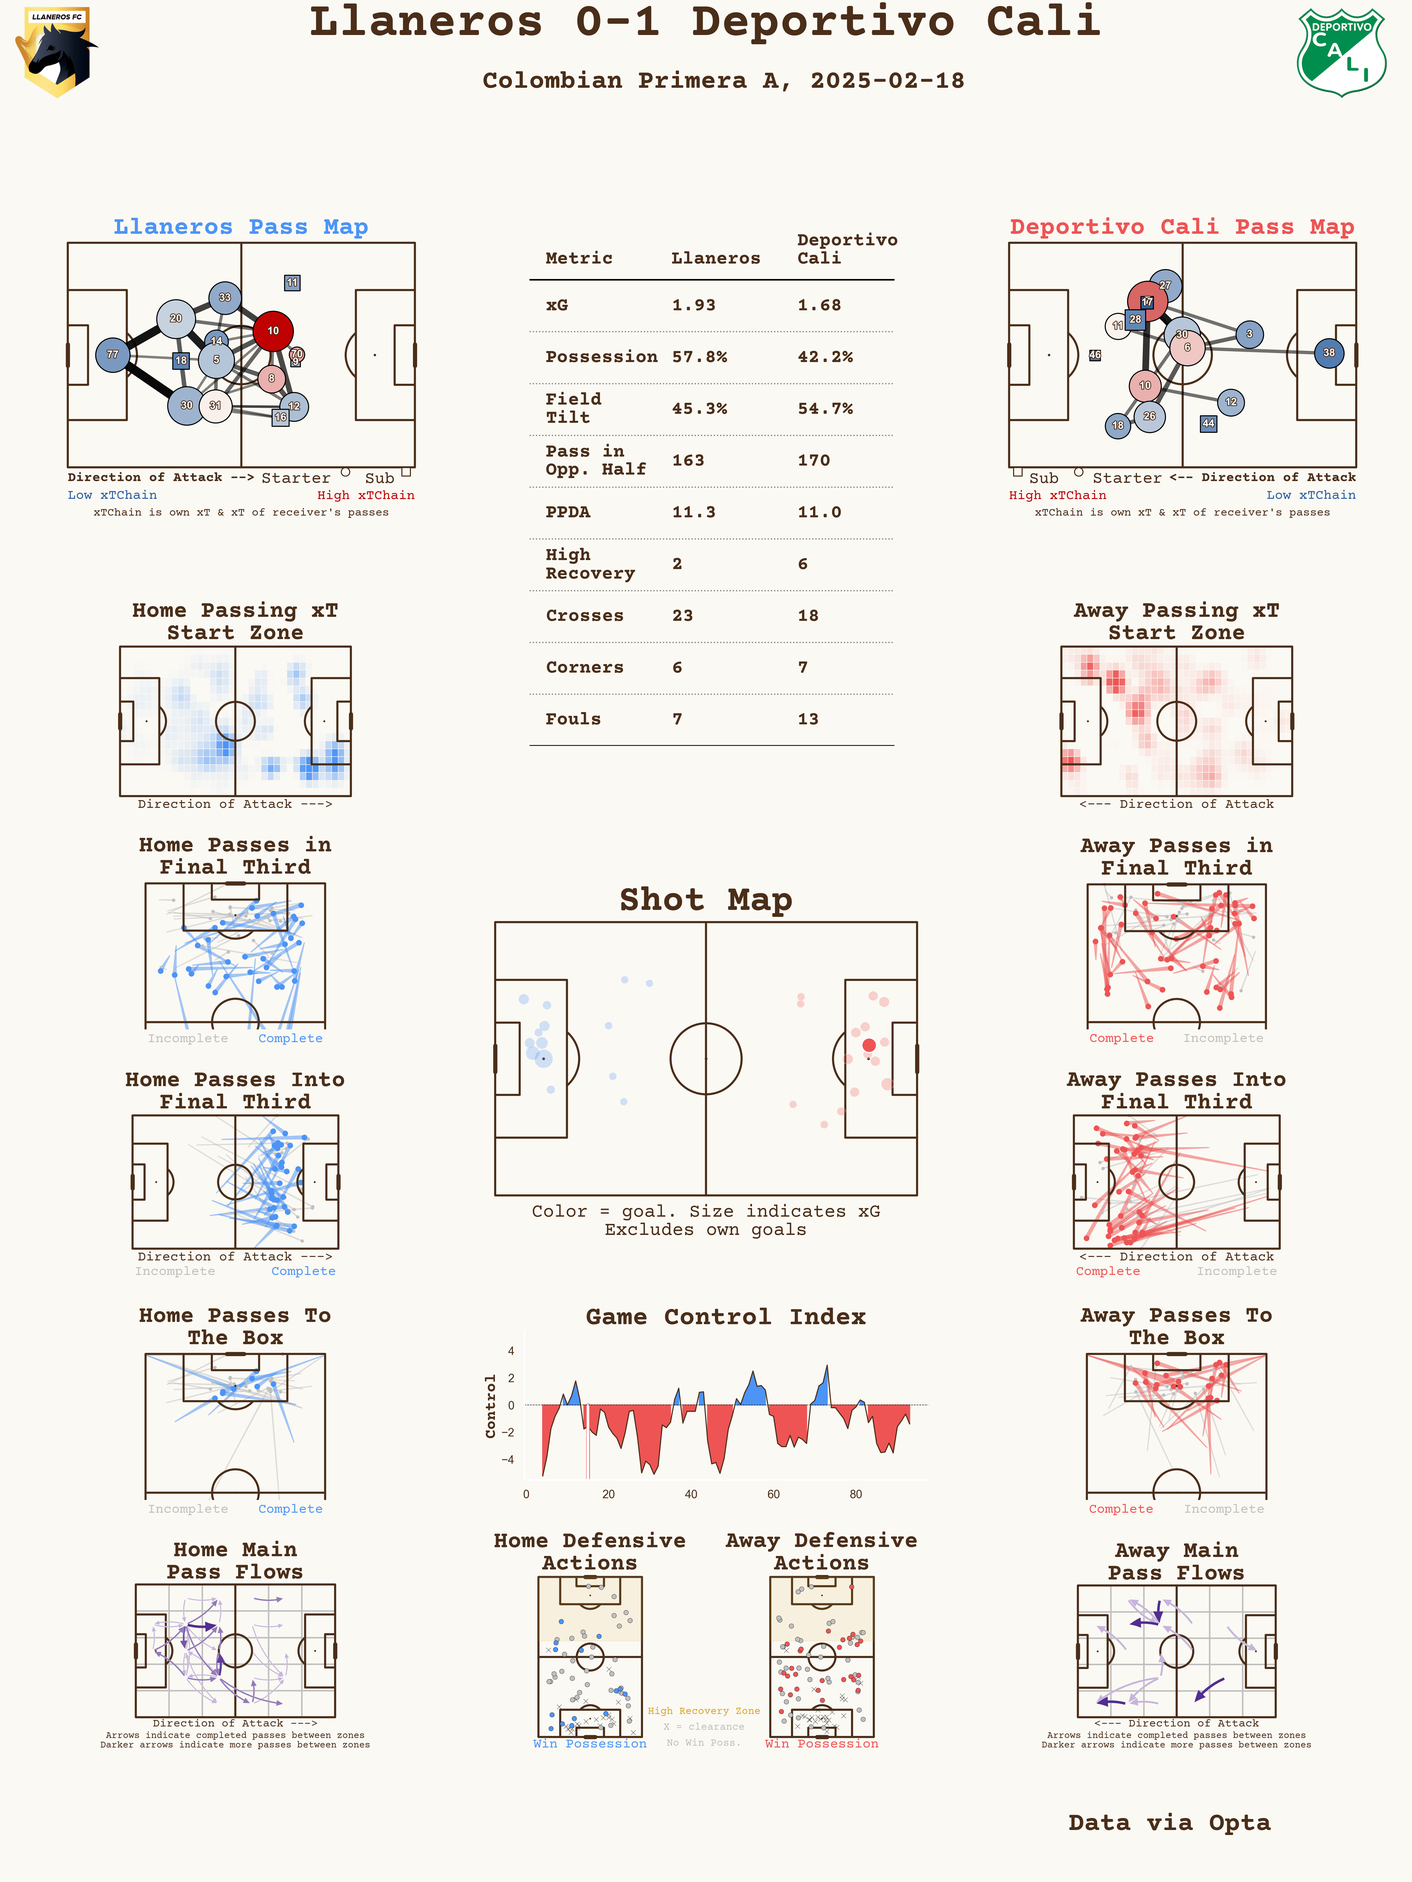 LLANEROS FC
Llaneros 0-1 Deportivo Cali
DEPORTIVO
CALI
Colombian Primera A, 2025-02-18
Llaneros Pass Map
11
33
20
10
14
77
18
5
70
9
8
30
31
12
16
Direction of Attack --> Starter Sub
Low xTChain High xTChain
xTChain is own xT & xT of receiver's passes
Metric Llaneros Deportivo
Cali
xG 1.93 1.68
Possession 57.8% 42.2%
Field
Tilt 45.3% 54.7%
Pass in
Opp. Half 163 170
PPDA 11.3 11.0
High
Recovery 2 6
Crosses 23 18
Corners 6 7
Fouls 7 13
Deportivo Cali Pass Map
27
17
28
11
30
3
6
46
38
10
12
26
18
44
Sub Starter <-- Direction of Attack
High xTChain Low xTChain
xTChain is own xT & xT of receiver's passes
Home Passing xT
Start Zone
Direction of Attack --->
Away Passing xT
Start Zone
<--- Direction of Attack
Home Passes in
Final Third
Incomplete Complete
Shot Map
Color = goal. Size indicates xG
Excludes own goals
Away Passes in
Final Third
Complete Incomplete
Home Passes Into
Final Third
Direction of Attack --->
Incomplete Complete
Away Passes Into
Final Third
<--- Direction of Attack
Complete Incomplete
Home Passes To
The Box
Incomplete Complete
Game Control Index
Control
4
2
0
−2
−4
0 20 40 60 80
Away Passes To
The Box
Complete Incomplete
Home Main
Pass Flows
Direction of Attack --->
Arrows indicate completed passes between zones
Darker arrows indicate more passes between zones
Home Defensive
Actions
Win Possession
High Recovery Zone
X = clearance
No Win Poss.
Away Defensive
Actions
Win Possession
Away Main
Pass Flows
<--- Direction of Attack
Arrows indicate completed passes between zones
Darker arrows indicate more passes between zones
Data via Opta